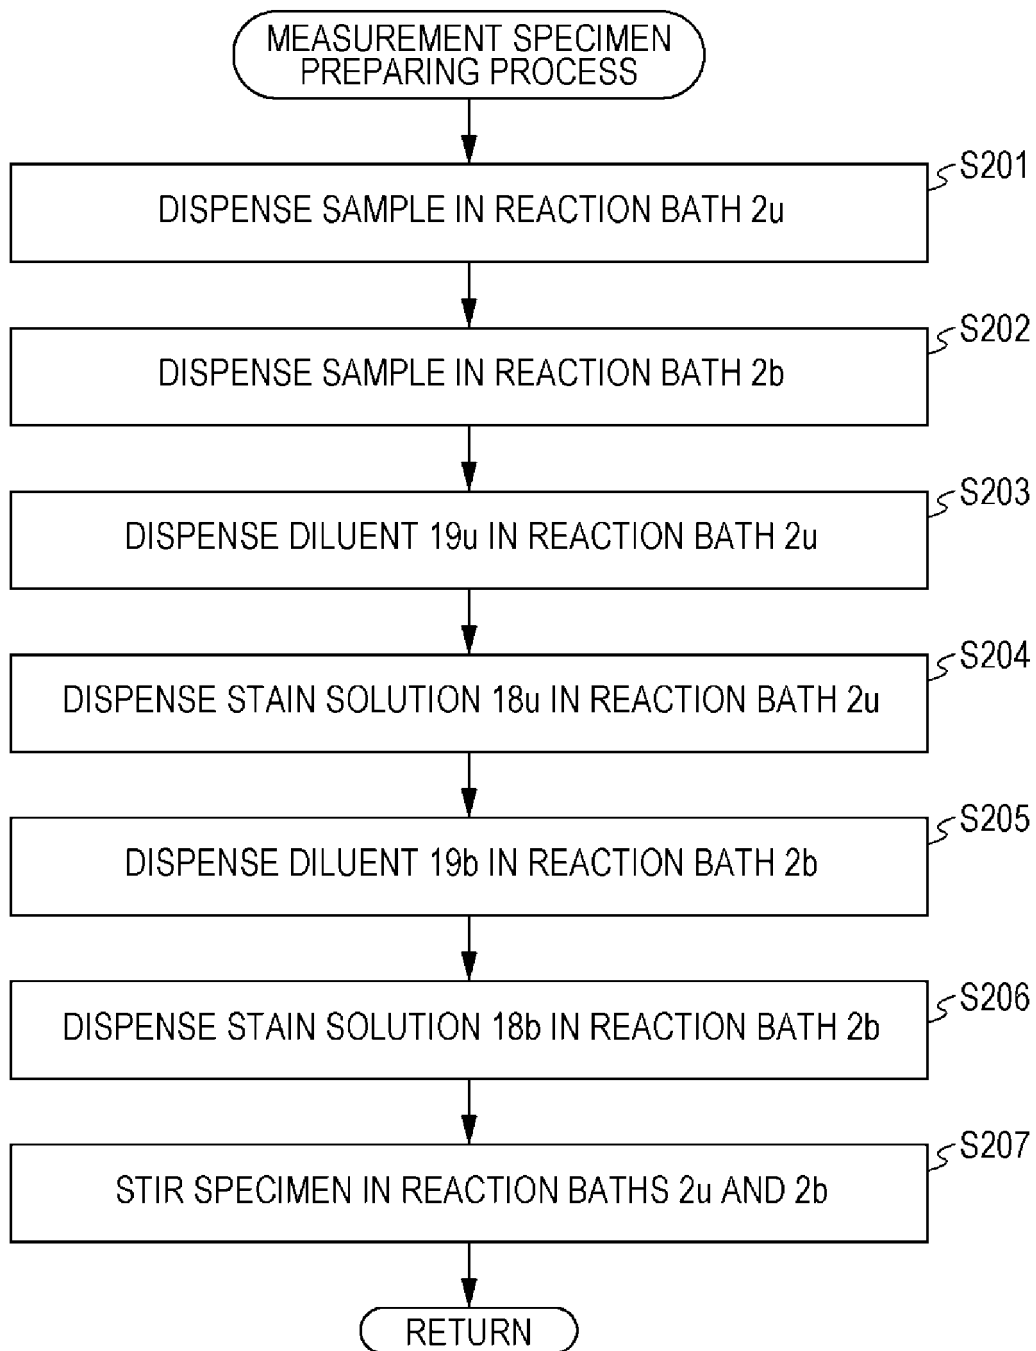 MEASUREMENT SPECIMEN
PREPARING PROCESS
S201
DISPENSE SAMPLE IN REACTION BATH 2u
S202
DISPENSE SAMPLE IN REACTION BATH 2b
S203
DISPENSE DILUENT 19u IN REACTION BATH 2u
S204
DISPENSE STAIN SOLUTION 18u IN REACTION BATH 2u
S205
DISPENSE DILUENT 19b IN REACTION BATH 2b
S206
DISPENSE STAIN SOLUTION 18b IN REACTION BATH 2b
S207
STIR SPECIMEN IN REACTION BATHS 2u AND 2b
RETURN